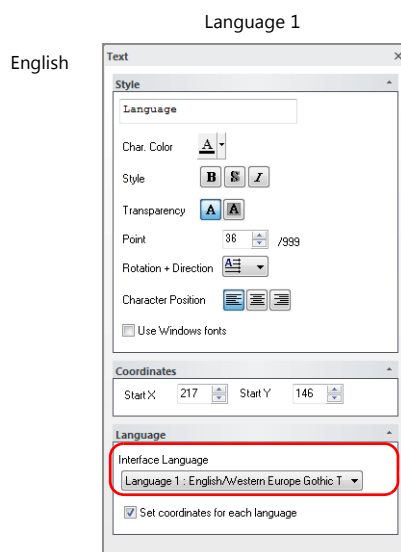 Language 1
English
Text
Style
Language
Char. Color A
Style B S I
Transparency A A
Point 36 /999
Rotation + Direction A
Character Position
Use Windows fonts
Coordinates
Start X 217 Start Y 146
Language
Interface Language
Language 1 : English/Western Europe Gothic T
Set coordinates for each language